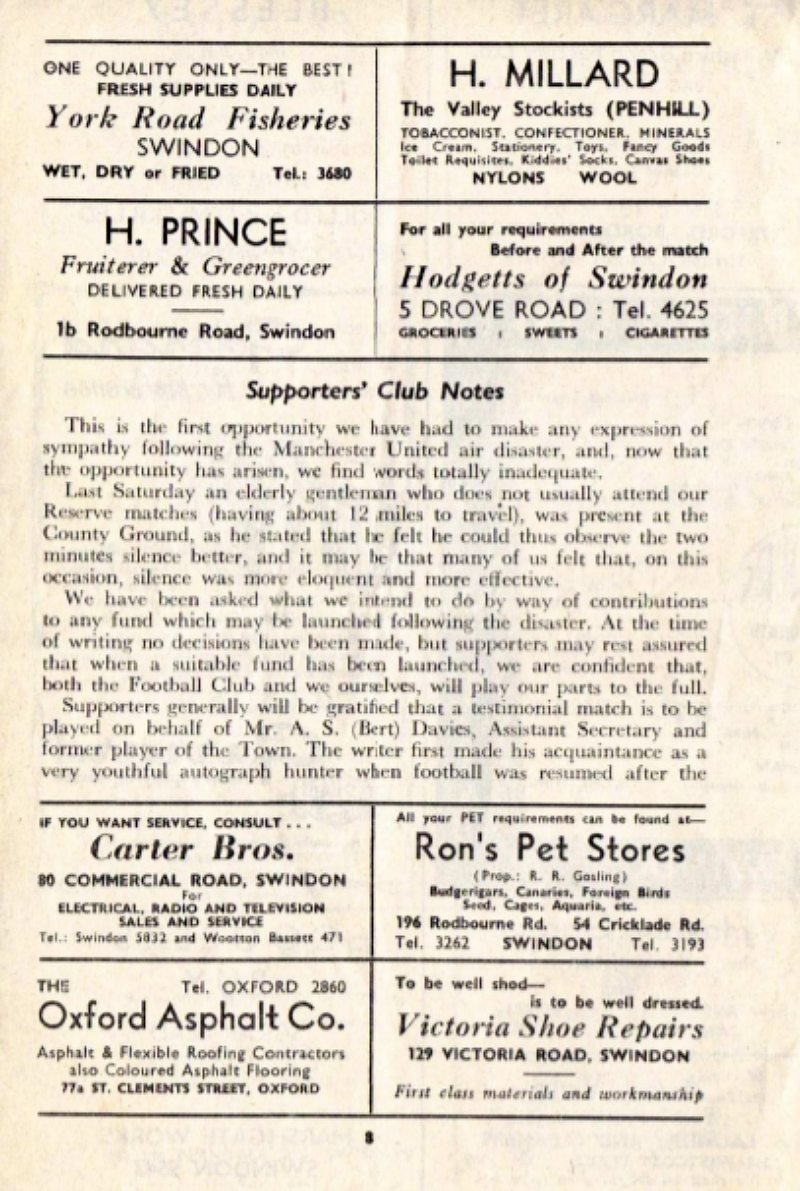 ONE QUALITY ONLY—THE BEST!
FRESH SUPPLIES DAILY
York Road Fisheries
SWINDON
WET, DRY or FRIED Tel.: 3680
H. MILLARD
The Valley Stockists (PENHILL)
TOBACCONIST. CONFECTIONER. MINERALS
Ice Cream. Stationery. Toys. Fancy Goods
Toilet Requisites. Kiddies' Socks. Canvas Shoes
NYLONS WOOL
H. PRINCE
Fruiterer & Greengrocer
DELIVERED FRESH DAILY
1b Rodbourne Road, Swindon
For all your requirements
Before and After the match
Hodgetts of Swindon
5 DROVE ROAD : Tel. 4625
GROCERIES : SWEETS : CIGARETTES
Supporters' Club Notes
This is the first opportunity we have had to make any expression of
sympathy following the Manchester United air disaster, and, now that
the opportunity has arisen, we find words totally inadequate.
Last Saturday an elderly gentleman who does not usually attend our
Reserve matches (having about 12 miles to travel), was present at the
County Ground, as he stated that he felt he could thus observe the two
minutes silence better, and it may be that many of us felt that, on this
occasion, silence was more eloquent and more effective.
We have been asked what we intend to do by way of contributions
to any fund which may be launched following the disaster. At the time
of writing no decisions have been made, but supporters may rest assured
that when a suitable fund has been launched, we are confident that,
both the Football Club and we ourselves, will play our parts to the full.
Supporters generally will be gratified that a testimonial match is to be
played on behalf of Mr. A. S. (Bert) Davies, Assistant Secretary and
former player of the Town. The writer first made his acquaintance as a
very youthful autograph hunter when football was resumed after the
IF YOU WANT SERVICE, CONSULT . . .
Carter Bros.
80 COMMERCIAL ROAD, SWINDON
For
ELECTRICAL, RADIO AND TELEVISION
SALES AND SERVICE
Tel.: Swindon 5832 and Wootton Bassett 471
All your PET requirements can be found at—
Ron's Pet Stores
(Prop.: R. R. Gosling)
Budgerigars, Canaries, Foreign Birds
Seed, Cages, Aquaria, etc.
196 Rodbourne Rd. 54 Cricklade Rd.
Tel. 3262 SWINDON Tel. 3193
THE Tel. OXFORD 2860
Oxford Asphalt Co.
Asphalt & Flexible Roofing Contractors
also Coloured Asphalt Flooring
77a ST. CLEMENTS STREET, OXFORD
To be well shod—
is to be well dressed.
Victoria Shoe Repairs
129 VICTORIA ROAD, SWINDON
First class materials and workmanship
8